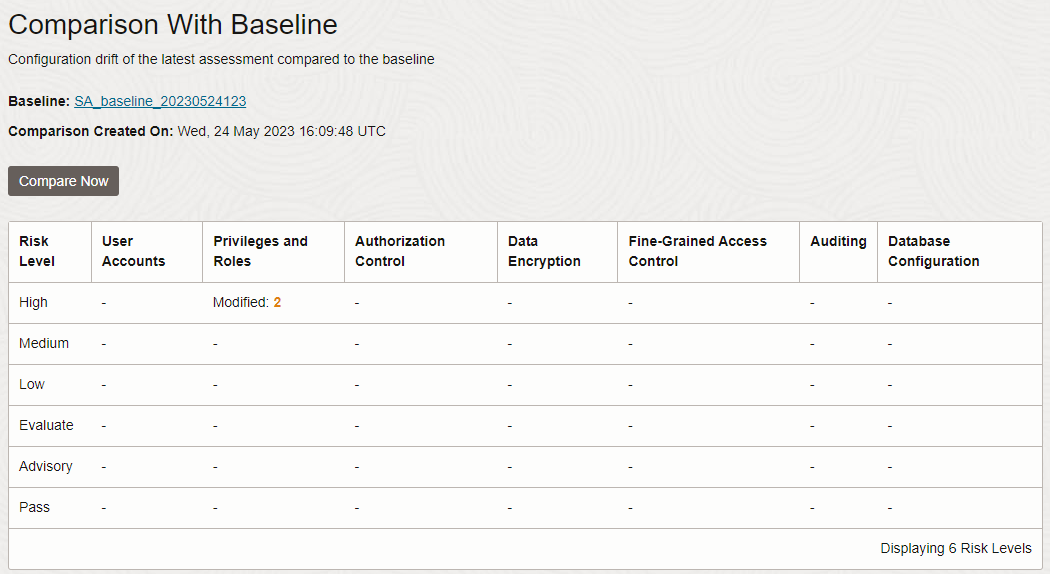 Comparison With Baseline
Configuration drift of the latest assessment compared to the baseline
Baseline: SA_baseline_20230524123
Comparison Created On: Wed, 24 May 2023 16:09:48 UTC
Compare Now
Risk Level User Accounts Privileges and Roles Authorization Control Data Encryption Fine-Grained Access Control Auditing Database Configuration
High - Modified: 2 - - - - -
Medium - - - - - - -
Low - - - - - - -
Evaluate - - - - - - -
Advisory - - - - - - -
Pass - - - - - - -
Displaying 6 Risk Levels